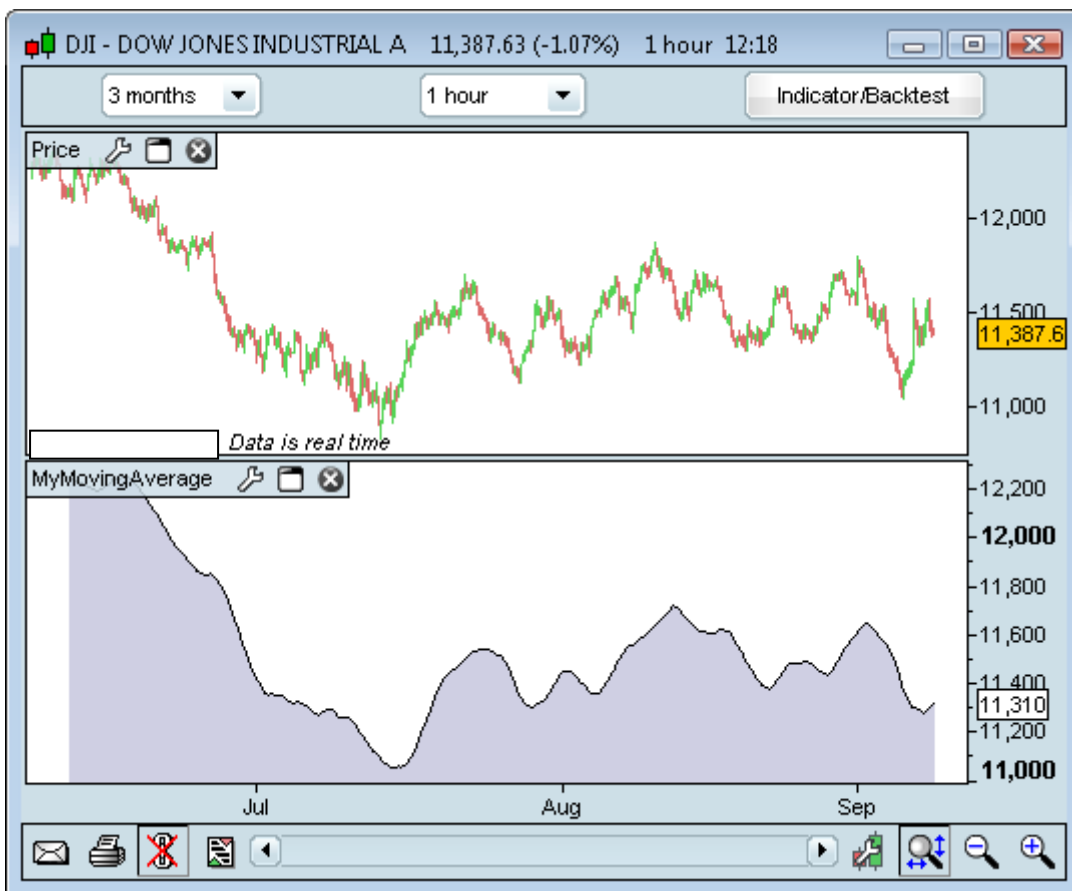 DJI - DOW JONES INDUSTRIAL A 11,387.63 (-1.07%) 1 hour 12:18
3 months 1 hour Indicator/Backtest
Price
12,000
11,500
11,387.6
11,000
Data is real time
MyMovingAverage
12,200
12,000
11,800
11,600
11,400
11,310
11,200
11,000
Jul Aug Sep